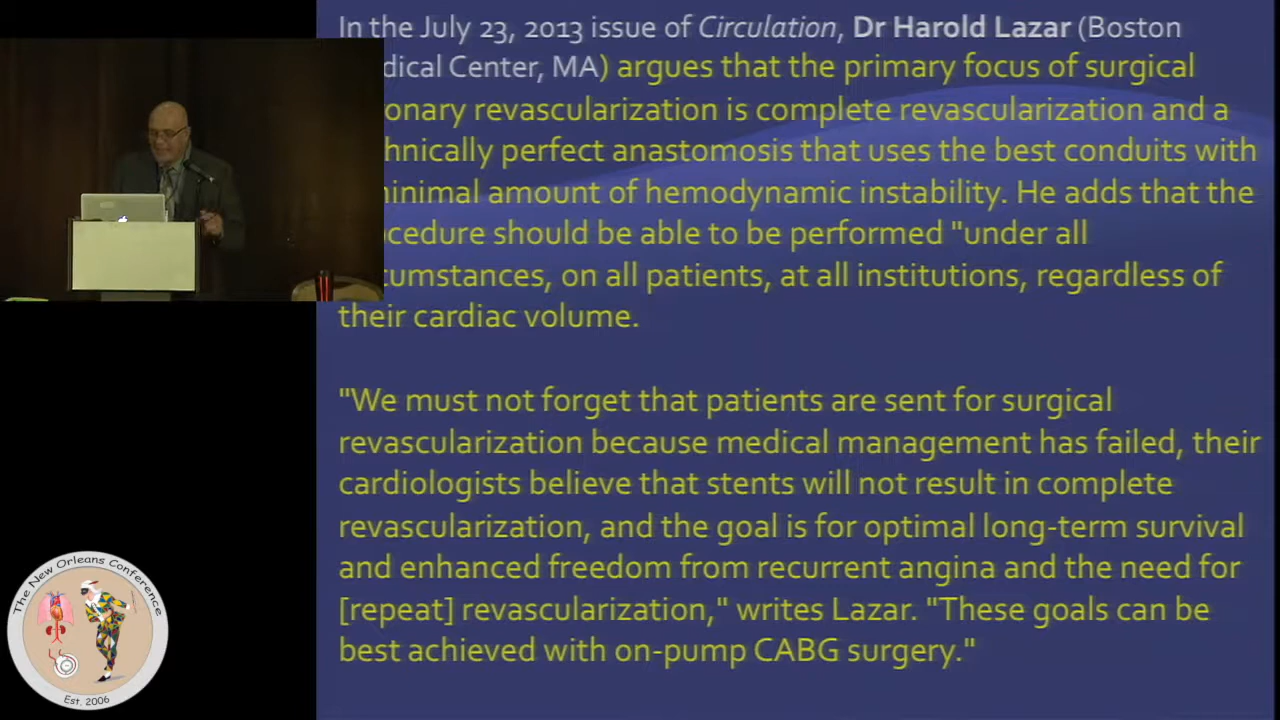 In the July 23, 2013 issue of Circulation, Dr Harold Lazar (Boston
dical Center, MA) argues that the primary focus of surgical
onary revascularization is complete revascularization and a
hnically perfect anastomosis that uses the best conduits with
minimal amount of hemodynamic instability. He adds that the
cedure should be able to be performed "under all
cumstances, on all patients, at all institutions, regardless of
their cardiac volume.
"We must not forget that patients are sent for surgical
revascularization because medical management has failed, their
cardiologists believe that stents will not result in complete
revascularization, and the goal is for optimal long-term survival
and enhanced freedom from recurrent angina and the need for
[repeat] revascularization," writes Lazar. "These goals can be
best achieved with on-pump CABG surgery."
The New Orleans Conference
Est. 2006